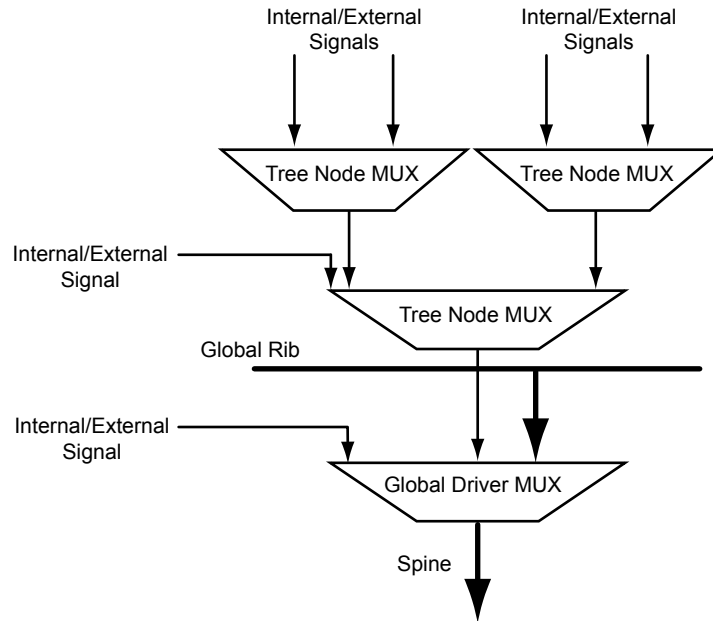 Internal/External
Signals
Internal/External
Signals
Tree Node MUX
Tree Node MUX
Internal/External
Signal
Tree Node MUX
Global Rib
Internal/External
Signal
Global Driver MUX
Spine